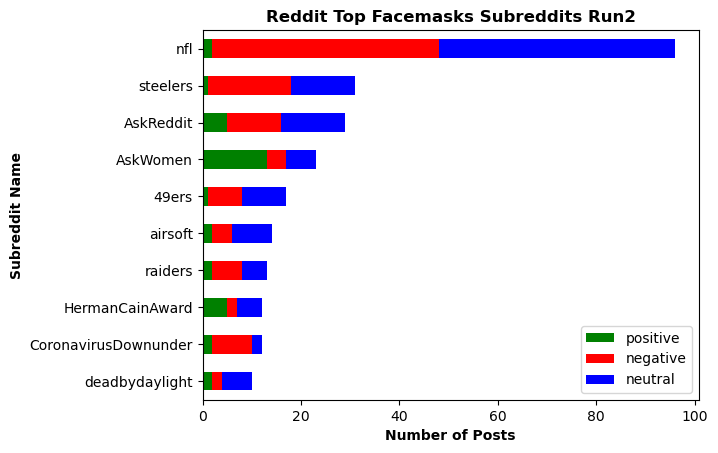 Reddit Top Facemasks Subreddits Run2
Subreddit Name
nfl
steelers
AskReddit
AskWomen
49ers
airsoft
raiders
HermanCainAward
CoronavirusDownunder
deadbydaylight
positive
negative
neutral
0 20 40 60 80 100
Number of Posts